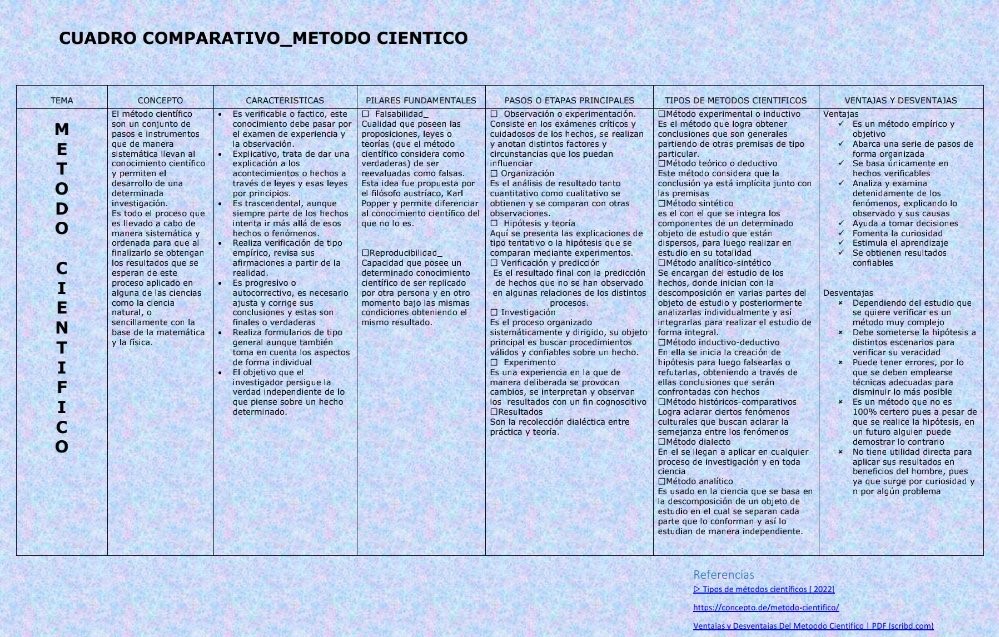 CUADRO COMPARATIVO_METODO CIENTICO
TEMA
CONCEPTO
CARACTERISTICAS
PILARES FUNDAMENTALES
PASOS O ETAPAS PRINCIPALES
TIPOS DE METODOS CIENTIFICOS
VENTAJAS Y DESVENTAJAS
M
E
T
O
D
O
C
I
E
N
T
I
F
I
C
O
El método científico
son un conjunto de
pasos e instrumentos
que de manera
sistemática llevan al
conocimiento científico
y permiten el
desarrollo de una
determinada
investigación.
Es todo el proceso que
es llevado a cabo de
manera sistemática y
ordenada para que al
finalizarlo se obtengan
los resultados que se
esperan de este
proceso aplicado en
alguna de las ciencias
como la ciencia
natural, o
sencillamente con la
base de la matemática
y la física.
• Es verificable o factico, este
conocimiento debe pasar por
el examen de experiencia y
la observación.
• Explicativo, trata de dar una
explicación a los
acontecimientos o hechos a
través de leyes y esas leyes
por principios.
• Es trascendental, aunque
siempre parte de los hechos
intenta ir más allá de esos
hechos o fenómenos.
• Realiza verificación de tipo
empírico, revisa sus
afirmaciones a partir de la
realidad.
• Es progresivo o
autocorrectivo, es necesario
ajusta y corrige sus
conclusiones y estas son
finales o verdaderas
• Realiza formularios de tipo
general aunque también
toma en cuenta los aspectos
de forma individual
• El objetivo que el
investigador persigue la
verdad independiente de lo
que piense sobre un hecho
determinado.
☐ Falsabilidad_
Cualidad que poseen las
proposiciones, leyes o
teorías (que el método
científico considera como
verdaderas) de ser
reevaluadas como falsas.
Esta idea fue propuesta por
el filósofo austriaco, Karl
Popper y permite diferenciar
al conocimiento científico del
que no lo es.
☐Reproducibilidad_
Capacidad que posee un
determinado conocimiento
científico de ser replicado
por otra persona y en otro
momento bajo las mismas
condiciones obteniendo el
mismo resultado.
☐ Observación o experimentación.
Consiste en los exámenes críticos y
cuidadosos de los hechos, se realizan
y anotan distintos factores y
circunstancias que los puedan
influenciar
☐ Organización
Es el análisis de resultado tanto
cuantitativo como cualitativo se
obtienen y se comparan con otras
observaciones.
☐ Hipótesis y teoría
Aquí se presenta las explicaciones de
tipo tentativo o la hipótesis que se
comparan mediante experimentos.
☐ Verificación y predicción
Es el resultado final con la predicción
de hechos que no se han observado
en algunas relaciones de los distintos
procesos.
☐ Investigación
Es el proceso organizado
sistemáticamente y dirigido, su objeto
principal es buscar procedimientos
válidos y confiables sobre un hecho.
☐ Experimento
Es una experiencia en la que de
manera deliberada se provocan
cambios, se interpretan y observan
los resultados con un fin cognoscitivo
☐Resultados
Son la recolección dialéctica entre
práctica y teoría.
☐Método experimental o inductivo
Es el método que logra obtener
conclusiones que son generales
partiendo de otras premisas de tipo
particular.
☐Método teórico o deductivo
Este método considera que la
conclusión ya está implícita junto con
las premisas
☐Método sintético
es el con el que se integra los
componentes de un determinado
objeto de estudio que están
dispersos, para luego realizar en
estudio en su totalidad
☐Método analítico-sintético
Se encargan del estudio de los
hechos, donde inician con la
descomposición en varias partes del
objeto de estudio y posteriormente
analizarlas individualmente y así
integrarlas para realizar el estudio de
forma integral.
☐Método inductivo-deductivo
En ella se inicia la creación de
hipótesis para luego falsearlas o
refutarlas, obteniendo a través de
ellas conclusiones que serán
confrontadas con hechos
☐Método históricos-comparativos
Logra aclarar ciertos fenómenos
culturales que buscan aclarar la
semejanza entre los fenómenos
☐Método dialecto
En el se llegan a aplicar en cualquier
proceso de investigación y en toda
ciencia
☐Método analítico
Es usado en la ciencia que se basa en
la descomposición de un objeto de
estudio en el cual se separan cada
parte que lo conforman y así lo
estudian de manera independiente.
Ventajas
✓ Es un método empírico y
objetivo
✓ Abarca una serie de pasos de
forma organizada
✓ Se basa únicamente en
hechos verificables
✓ Analiza y examina
detenidamente de los
fenómenos, explicando lo
observado y sus causas
✓ Ayuda a tomar decisiones
✓ Fomenta la curiosidad
✓ Estimula el aprendizaje
✓ Se obtienen resultados
confiables
Desventajas
× Dependiendo del estudio que
se quiere verificar es un
método muy complejo
× Debe someterse la hipótesis a
distintos escenarios para
verificar su veracidad
× Puede tener errores, por lo
que se deben emplearse
técnicas adecuadas para
disminuir lo más posible
× Es un método que no es
100% certero pues a pesar de
que se realice la hipótesis, en
un futuro alguien puede
demostrar lo contrario
× No tiene utilidad directa para
aplicar sus resultados en
beneficios del hombre, pues
ya que surge por curiosidad y
n por algún problema
Referencias
▷ Tipos de métodos científicos [ 2022]
https://concepto.de/metodo-cientifico/
Ventajas y Desventajas Del Metoodo Cientifico | PDF (scribd.com)